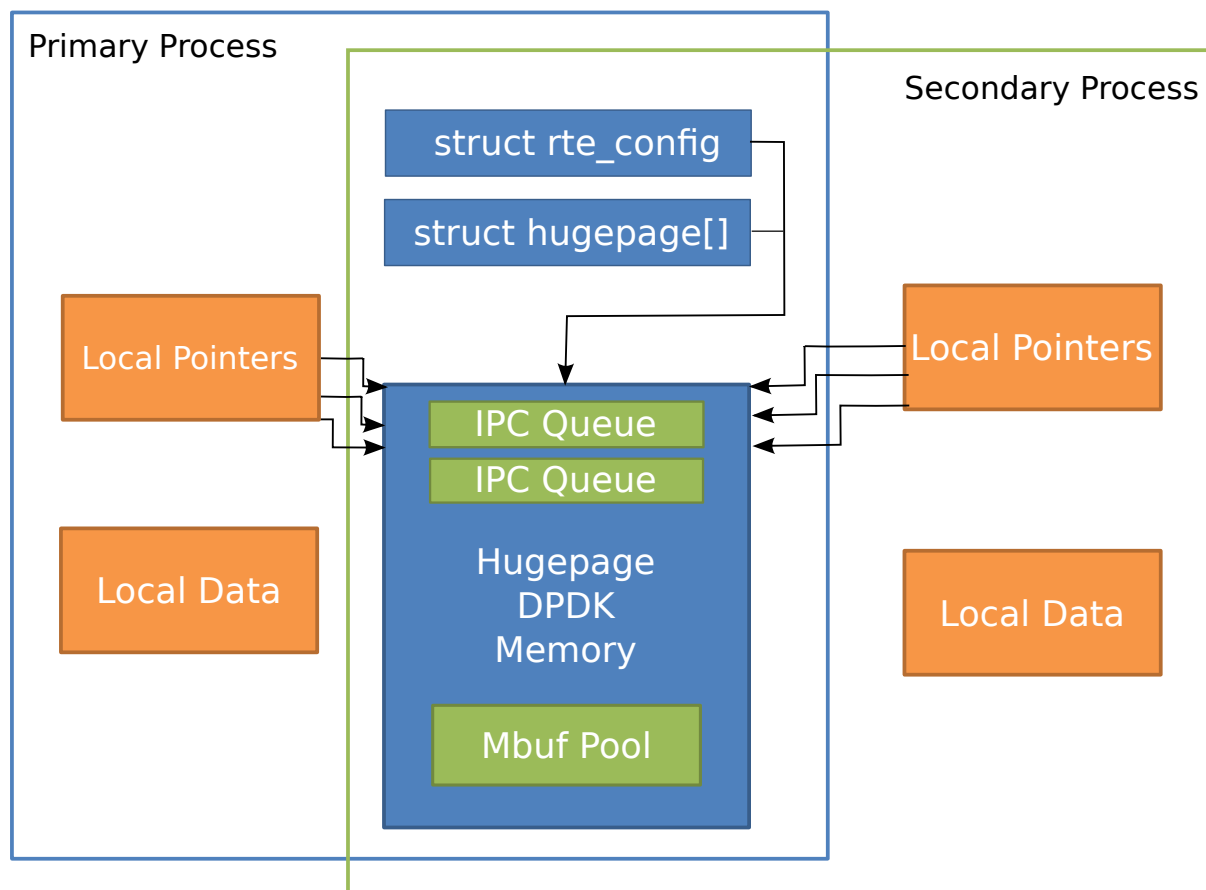 Primary Process
Secondary Process
struct rte_config
struct hugepage[]
Local Pointers
Local Pointers
IPC Queue
IPC Queue
Hugepage
DPDK
Memory
Local Data
Local Data
Mbuf Pool